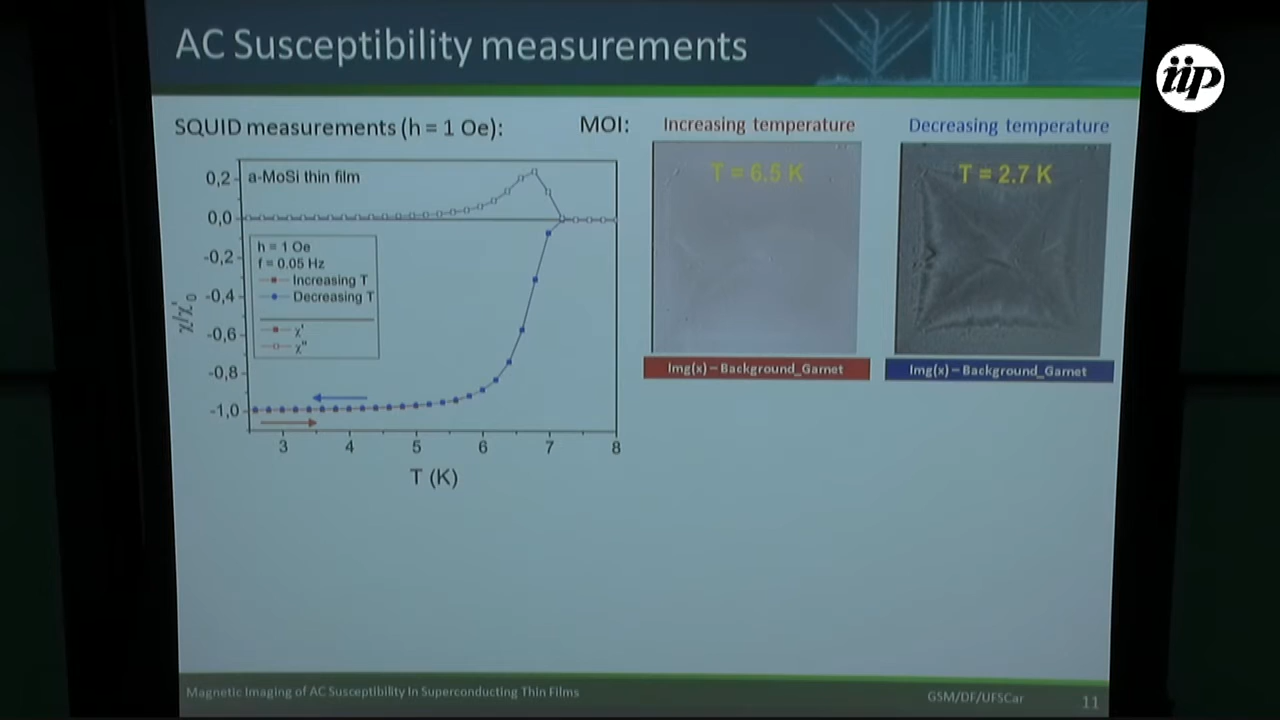 AC Susceptibility measurements
iip
SQUID measurements (h = 1 Oe):
MOI:
Increasing temperature
Decreasing temperature
T = 6.5 K
T = 2.7 K
Img(x) – Background_Garnet
Img(x) – Background_Garnet
a-MoSi thin film
h = 1 Oe
f = 0.05 Hz
Increasing T
Decreasing T
χ'
χ''
χ/χ'₀
0,2
0,0
-0,2
-0,4
-0,6
-0,8
-1,0
3 4 5 6 7 8
T (K)
Magnetic Imaging of AC Susceptibility in Superconducting Thin Films
GSM/DF/UFSCar
11